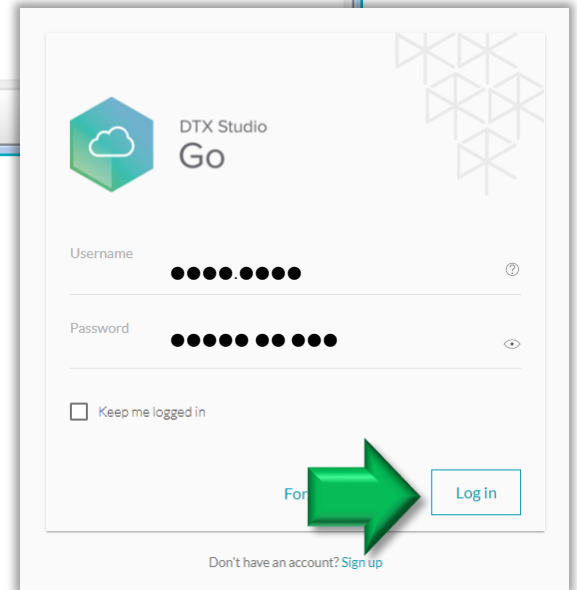 DTX Studio
Go
Username
●●●●.●●●●
Password
●●●●● ●● ●●●
Keep me logged in
Log in
Don't have an account? Sign up